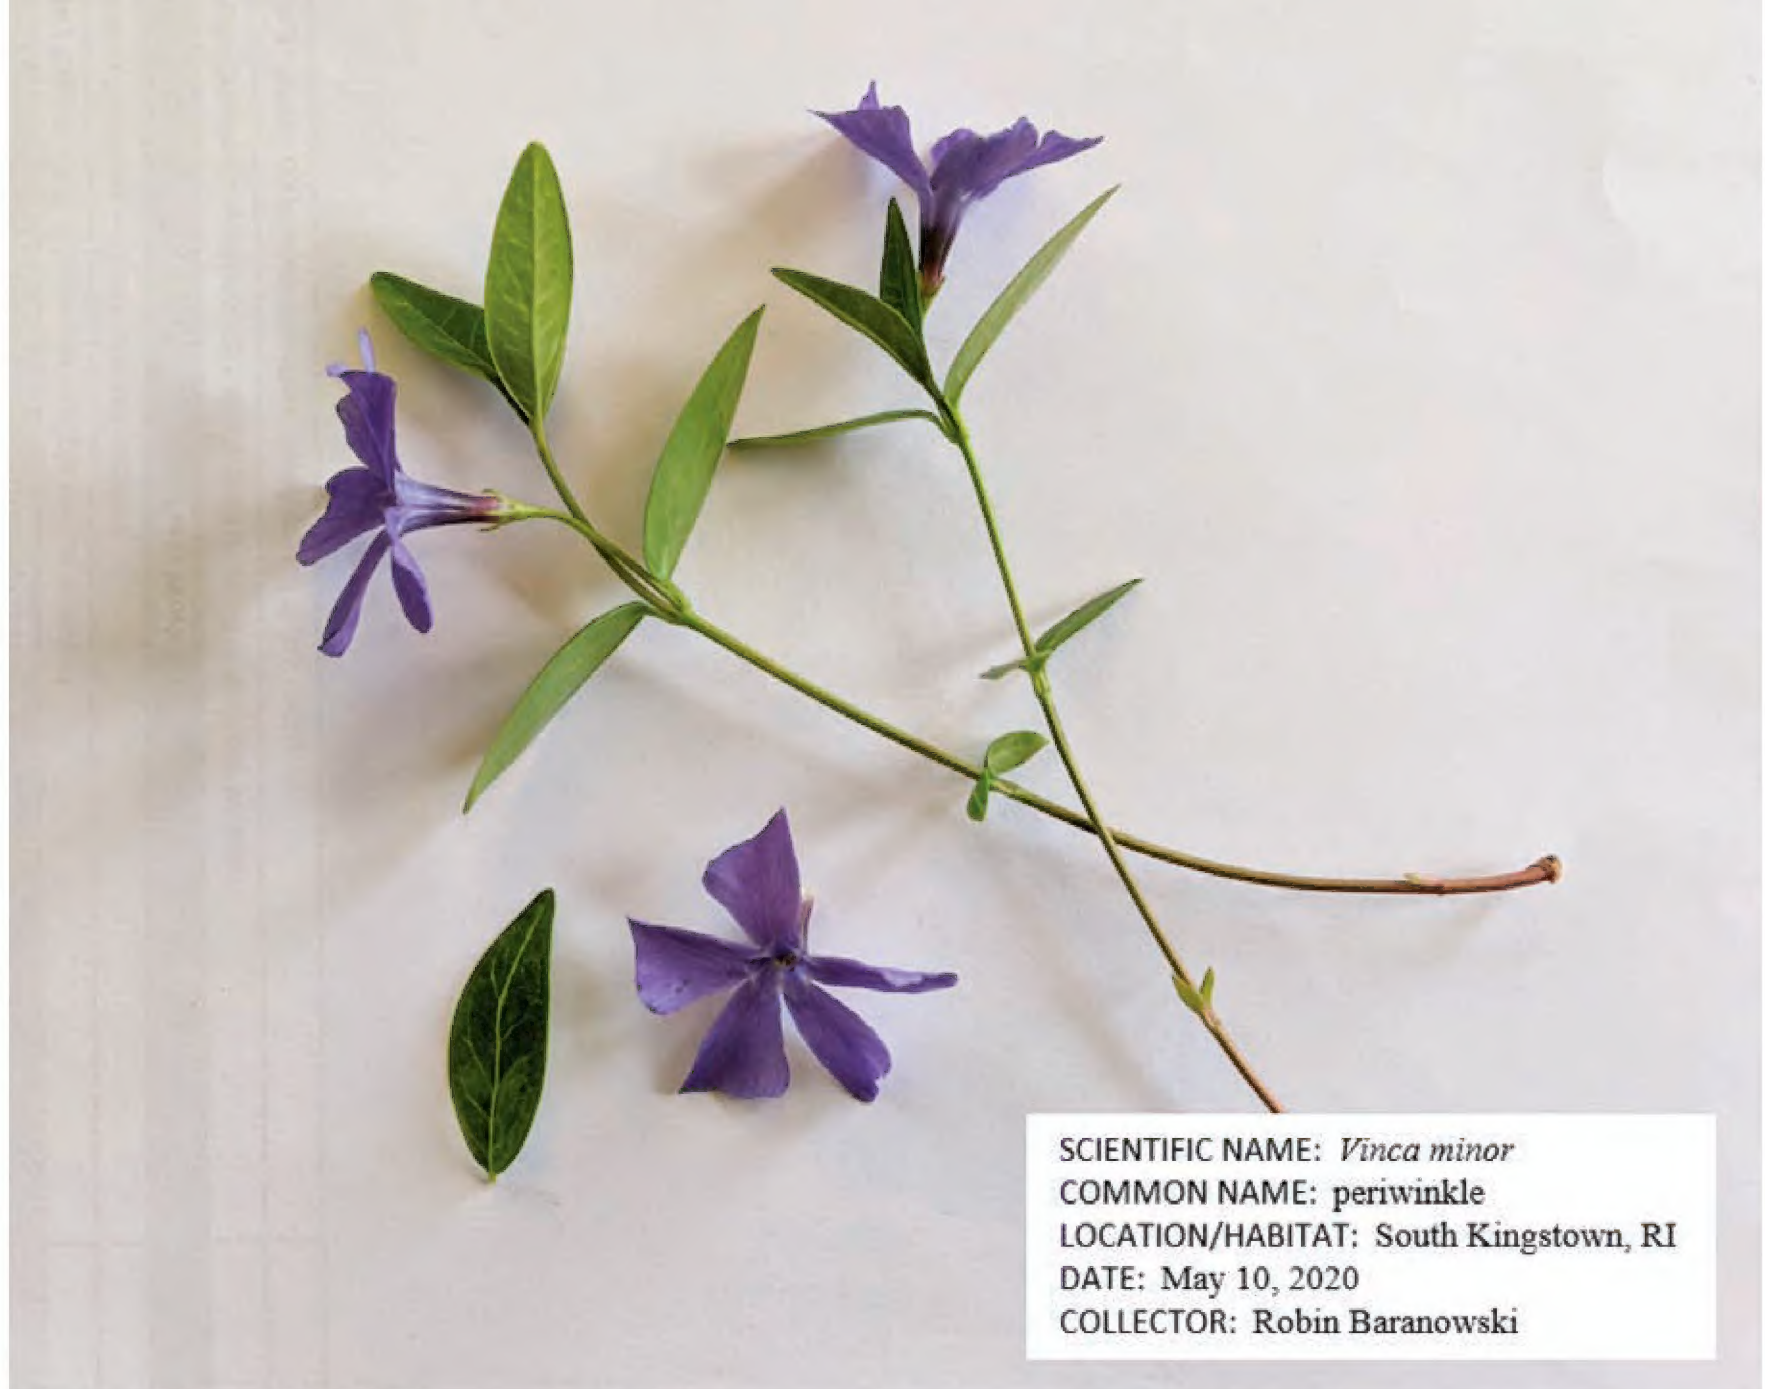 SCIENTIFIC NAME: Vinca minor
COMMON NAME: periwinkle
LOCATION/HABITAT: South Kingstown, RI
DATE: May 10, 2020
COLLECTOR: Robin Baranowski